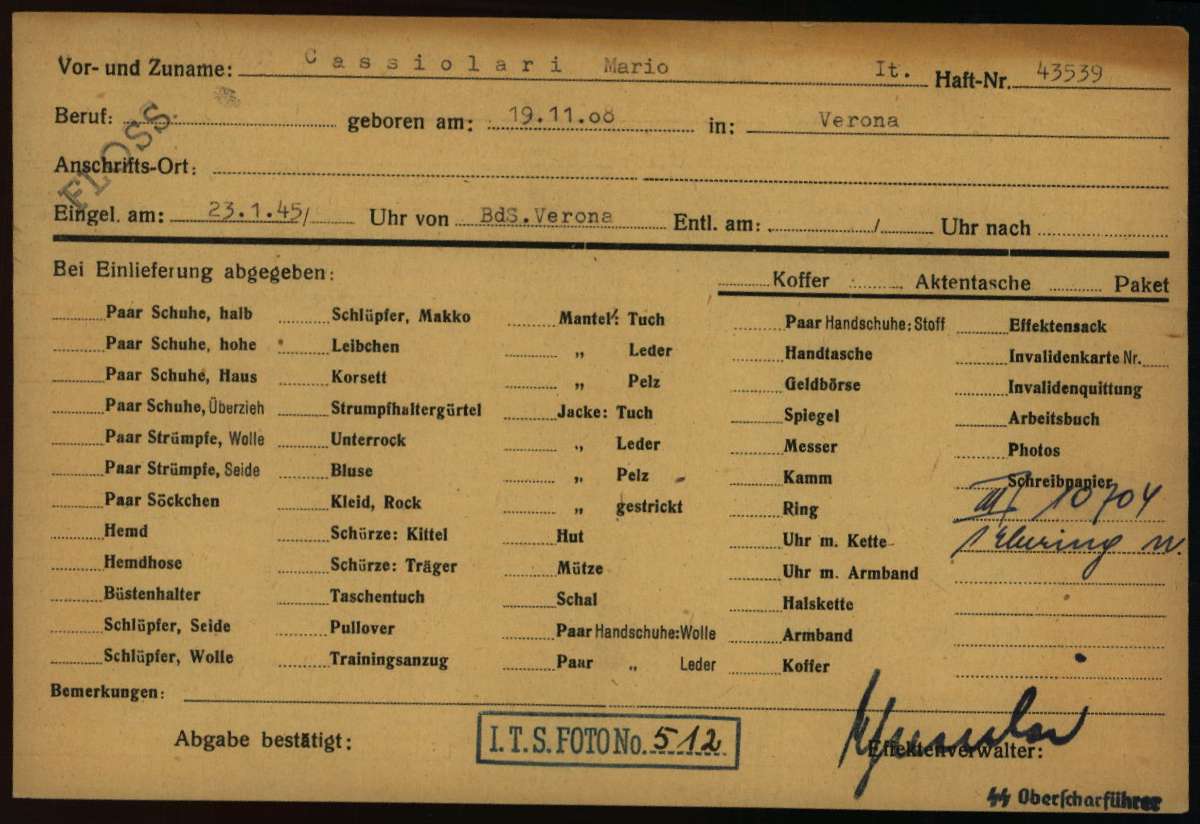 Vor- und Zuname: Cassiolari Mario It. Haft-Nr. 43539
FLOSS.
Beruf: geboren am: 19.11.08 in: Verona
Anschrifts-Ort:
Eingel. am: 23.1.45/ Uhr von BdS.Verona Entl. am: / Uhr nach
Bei Einlieferung abgegeben: Koffer Aktentasche Paket
Paar Schuhe, halb Schlüpfer, Makko Mantel: Tuch Paar Handschuhe: Stoff Effektensack
Paar Schuhe, hohe Leibchen „ Leder Handtasche Invalidenkarte Nr.
Paar Schuhe, Haus Korsett „ Pelz Geldbörse Invalidenquittung
Paar Schuhe, Überzieh Strumpfhaltergürtel Jacke: Tuch Spiegel Arbeitsbuch
Paar Strümpfe, Wolle Unterrock „ Leder Messer Photos
Paar Strümpfe, Seide Bluse „ Pelz Kamm Schreibpapier
Paar Söckchen Kleid, Rock „ gestrickt Ring 10704
Hemd Schürze: Kittel Hut Uhr m. Kette 1 Ehering
Hemdhose Schürze: Träger Mütze Uhr m. Armband
Büstenhalter Taschentuch Schal Halskette
Schlüpfer, Seide Pullover Paar Handschuhe: Wolle Armband
Schlüpfer, Wolle Trainingsanzug Paar „ Leder Koffer
Bemerkungen:
Abgabe bestätigt: I.T.S. FOTO No. 512 Effektenverwalter:
SS Oberscharführer